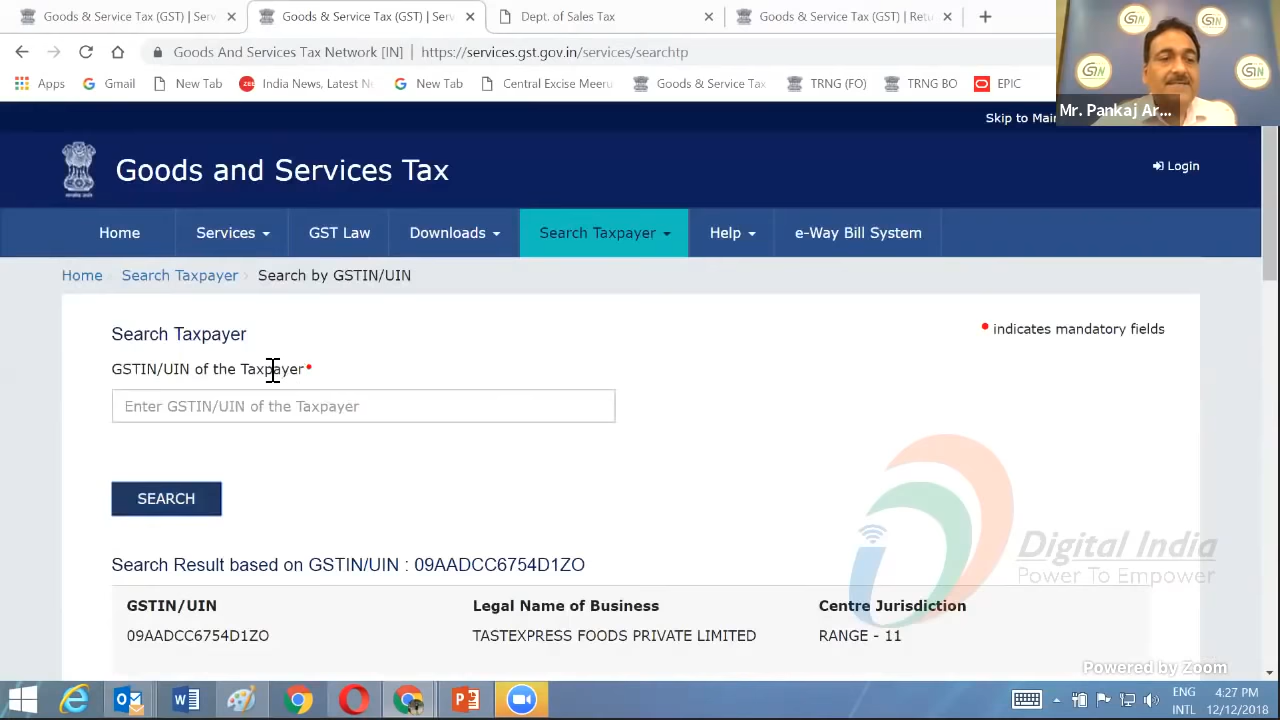 Goods & Service Tax (GST) | Serv
Goods & Service Tax (GST) | Serv
Dept. of Sales Tax
Goods & Service Tax (GST) | Retu
Goods And Services Tax Network [IN]
https://services.gst.gov.in/services/searchtp
Apps
Gmail
New Tab
India News, Latest N
New Tab
Central Excise Meeru
Goods & Service Tax
TRNG (FO)
TRNG BO
EPIC
Mr. Pankaj Ar...
Skip to Mai
Goods and Services Tax
Login
Home
Services
GST Law
Downloads
Search Taxpayer
Help
e-Way Bill System
Home
Search Taxpayer
Search by GSTIN/UIN
Search Taxpayer
• indicates mandatory fields
GSTIN/UIN of the Taxpayer•
Enter GSTIN/UIN of the Taxpayer
SEARCH
Digital India
Power To Empower
Search Result based on GSTIN/UIN : 09AADCC6754D1ZO
GSTIN/UIN
Legal Name of Business
Centre Jurisdiction
09AADCC6754D1ZO
TASTEXPRESS FOODS PRIVATE LIMITED
RANGE - 11
Powered by Zoom
ENG
INTL
4:27 PM
12/12/2018